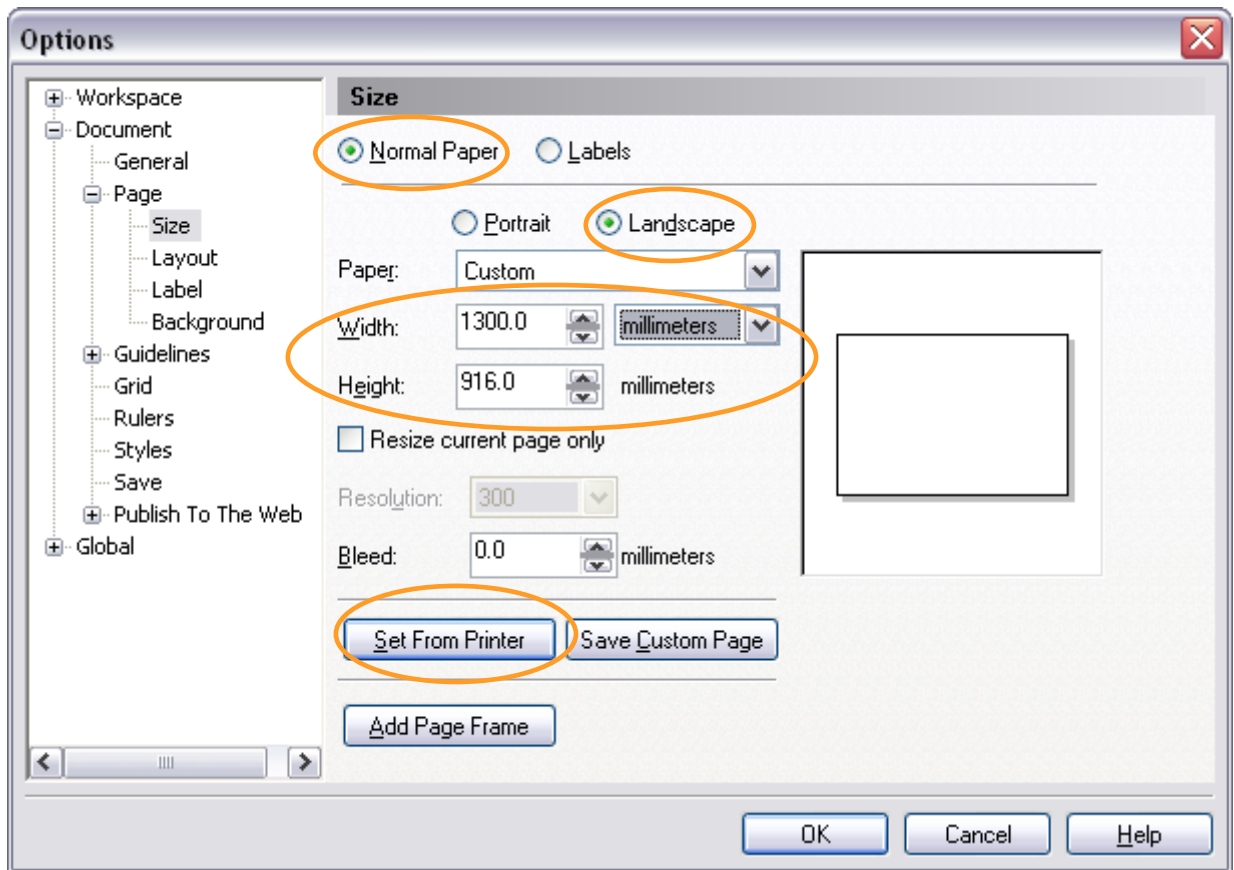 Options
Workspace
Document
General
Page
Size
Layout
Label
Background
Guidelines
Grid
Rulers
Styles
Save
Publish To The Web
Global
Size
Normal Paper Labels
Portrait Landscape
Paper: Custom
Width: 1300.0 millimeters
Height: 916.0 millimeters
Resize current page only
Resolution: 300
Bleed: 0.0 millimeters
Set From Printer Save Custom Page
Add Page Frame
OK Cancel Help